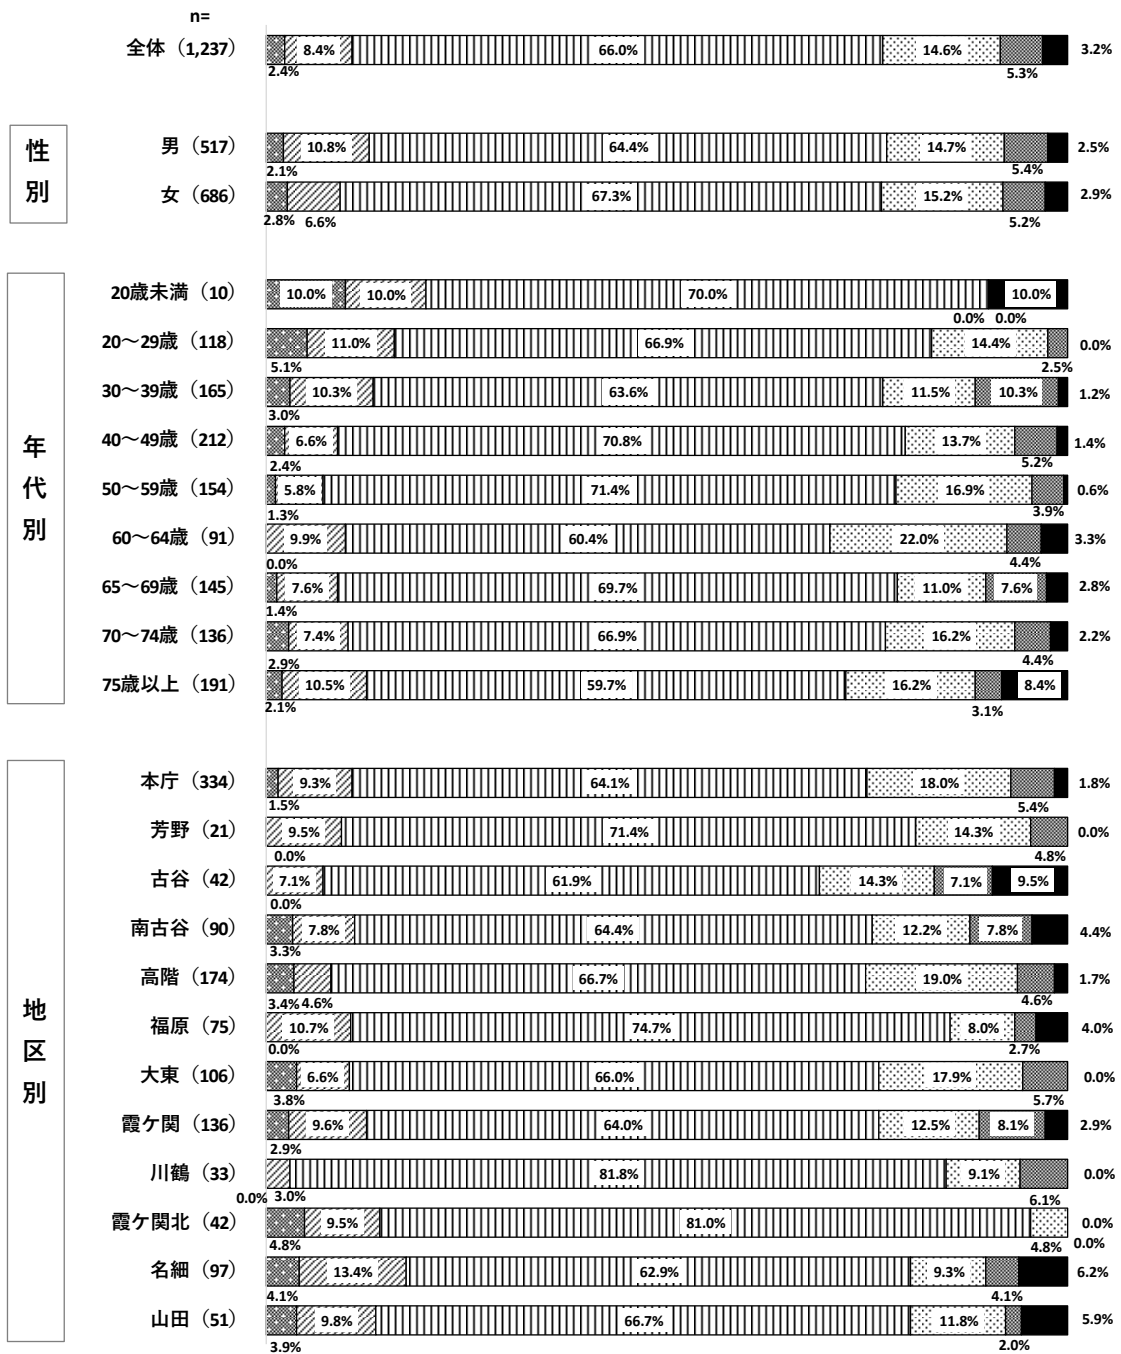 n=
全体（1,237） 8.4% 66.0% 14.6% 3.2%
2.4% 5.3%
性別
男（517） 10.8% 64.4% 14.7% 2.5%
2.1% 5.4%
女（686） 67.3% 15.2% 2.9%
2.8% 6.6% 5.2%
年代別
20歳未満（10） 10.0% 10.0% 70.0% 10.0%
0.0% 0.0%
20～29歳（118） 11.0% 66.9% 14.4% 0.0%
5.1% 2.5%
30～39歳（165） 10.3% 63.6% 11.5% 10.3% 1.2%
3.0%
40～49歳（212） 6.6% 70.8% 13.7% 1.4%
2.4% 5.2%
50～59歳（154） 5.8% 71.4% 16.9% 0.6%
1.3% 3.9%
60～64歳（91） 9.9% 60.4% 22.0% 3.3%
0.0% 4.4%
65～69歳（145） 7.6% 69.7% 11.0% 7.6% 2.8%
1.4%
70～74歳（136） 7.4% 66.9% 16.2% 2.2%
2.9% 4.4%
75歳以上（191） 10.5% 59.7% 16.2% 8.4%
2.1% 3.1%
地区別
本庁（334） 9.3% 64.1% 18.0% 1.8%
1.5% 5.4%
芳野（21） 9.5% 71.4% 14.3% 0.0%
0.0% 4.8%
古谷（42） 7.1% 61.9% 14.3% 7.1% 9.5%
0.0%
南古谷（90） 7.8% 64.4% 12.2% 7.8% 4.4%
3.3%
高階（174） 66.7% 19.0% 1.7%
3.4% 4.6% 4.6%
福原（75） 10.7% 74.7% 8.0% 4.0%
0.0% 2.7%
大東（106） 6.6% 66.0% 17.9% 0.0%
3.8% 5.7%
霞ケ関（136） 9.6% 64.0% 12.5% 8.1% 2.9%
2.9%
川鶴（33） 81.8% 9.1% 0.0%
0.0% 3.0% 6.1%
霞ケ関北（42） 9.5% 81.0% 0.0%
4.8% 4.8% 0.0%
名細（97） 13.4% 62.9% 9.3% 6.2%
4.1% 4.1%
山田（51） 9.8% 66.7% 11.8% 5.9%
3.9% 2.0%